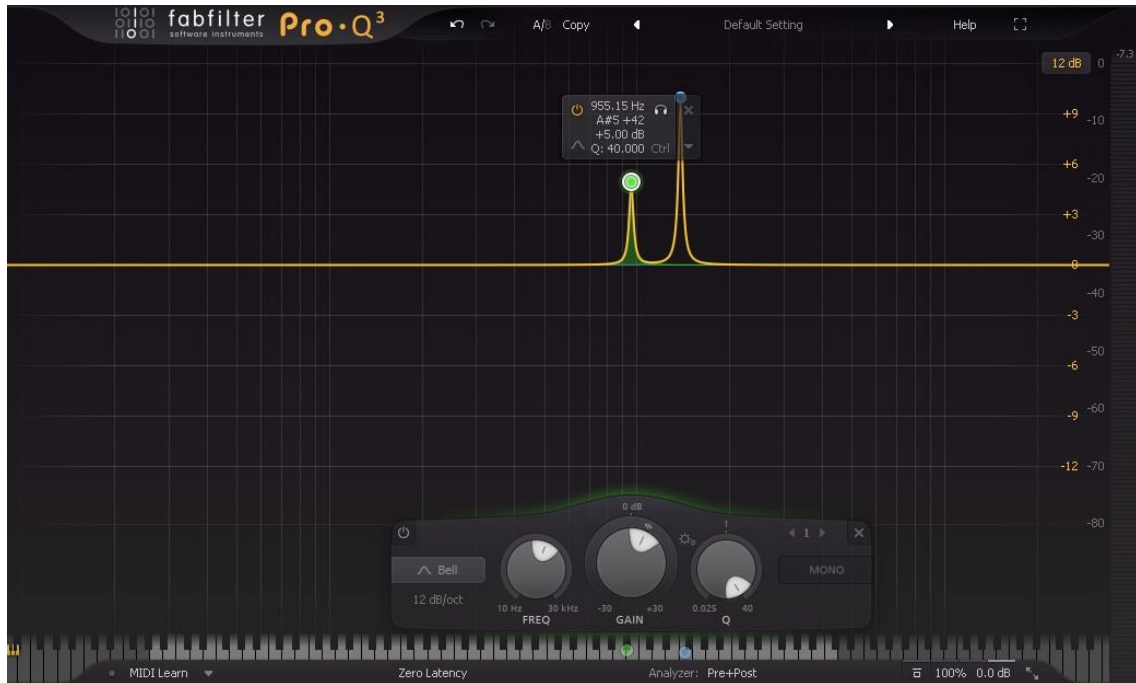 fabfilter
software instruments
Pro·Q³
A/B Copy
Default Setting
Help
-7.3
12 dB 0
+9 -10
+6 -20
+3 -30
0 -40
-3 -50
-6 -60
-9 -70
-12 -80
955.15 Hz
A#5 +42
+5.00 dB
Q: 40.000 Ctrl
0 dB
1
Bell
MONO
12 dB/oct
10 Hz 30 kHz
FREQ
-30 +30
GAIN
0.025 40
Q
MIDI Learn
Zero Latency
Analyzer: Pre+Post
100% 0.0 dB